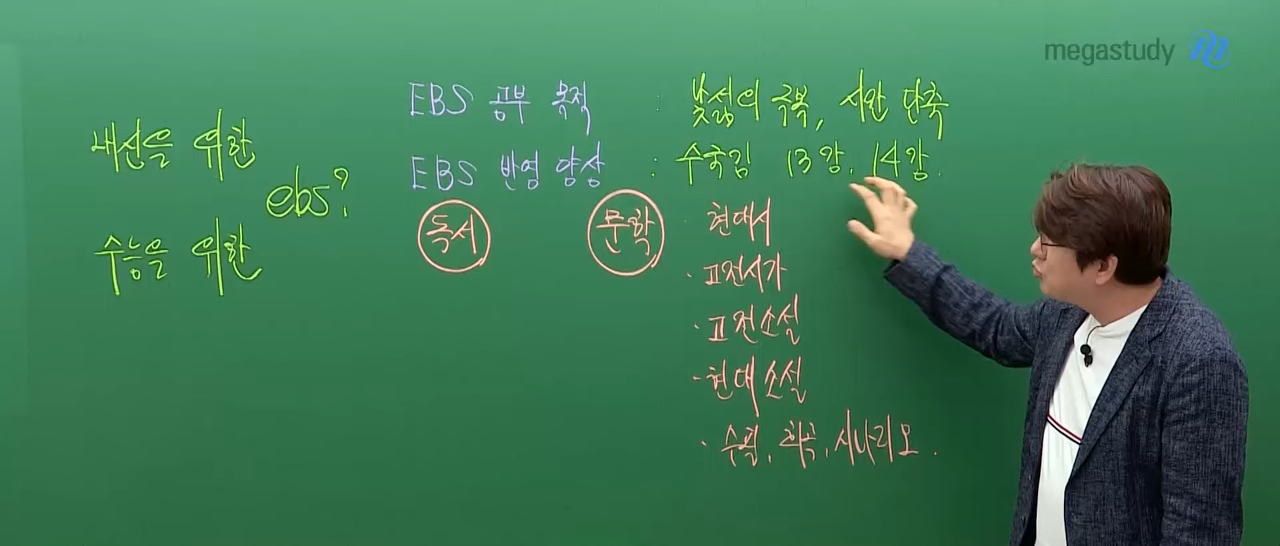 megastudy
내신을 위한
ebs?
수능을 위한
EBS 공부 목적 : 낯섦의 극복, 시간 단축
EBS 반영 양상 : 수국김 13강, 14강.
독서
문학
· 현대시
· 고전시가
· 고전소설
· 현대소설
· 수필, 희곡, 시나리오.